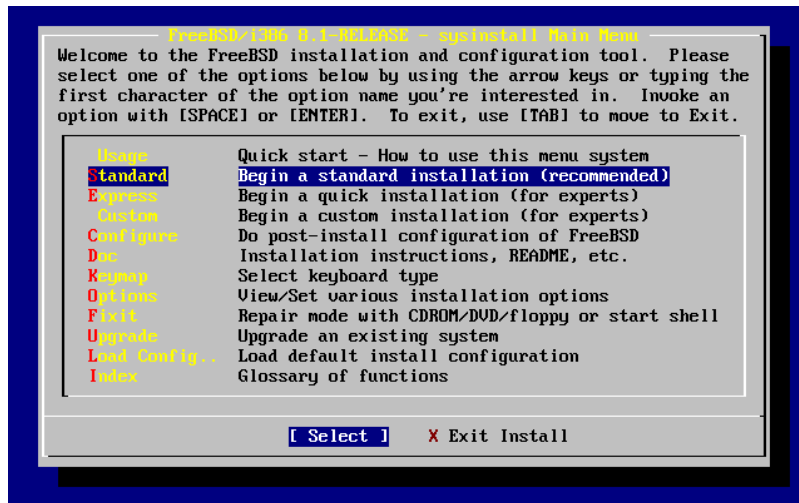 FreeBSD/i386 8.1-RELEASE - sysinstall Main Menu
Welcome to the FreeBSD installation and configuration tool.  Please
select one of the options below by using the arrow keys or typing the
first character of the option name you're interested in.  Invoke an
option with [SPACE] or [ENTER].  To exit, use [TAB] to move to Exit.
Usage Quick start - How to use this menu system
Standard Begin a standard installation (recommended)
Express Begin a quick installation (for experts)
Custom Begin a custom installation (for experts)
Configure Do post-install configuration of FreeBSD
Doc Installation instructions, README, etc.
Keymap Select keyboard type
Options View/Set various installation options
Fixit Repair mode with CDROM/DVD/floppy or start shell
Upgrade Upgrade an existing system
Load Config.. Load default install configuration
Index Glossary of functions
[ Select ] X Exit Install